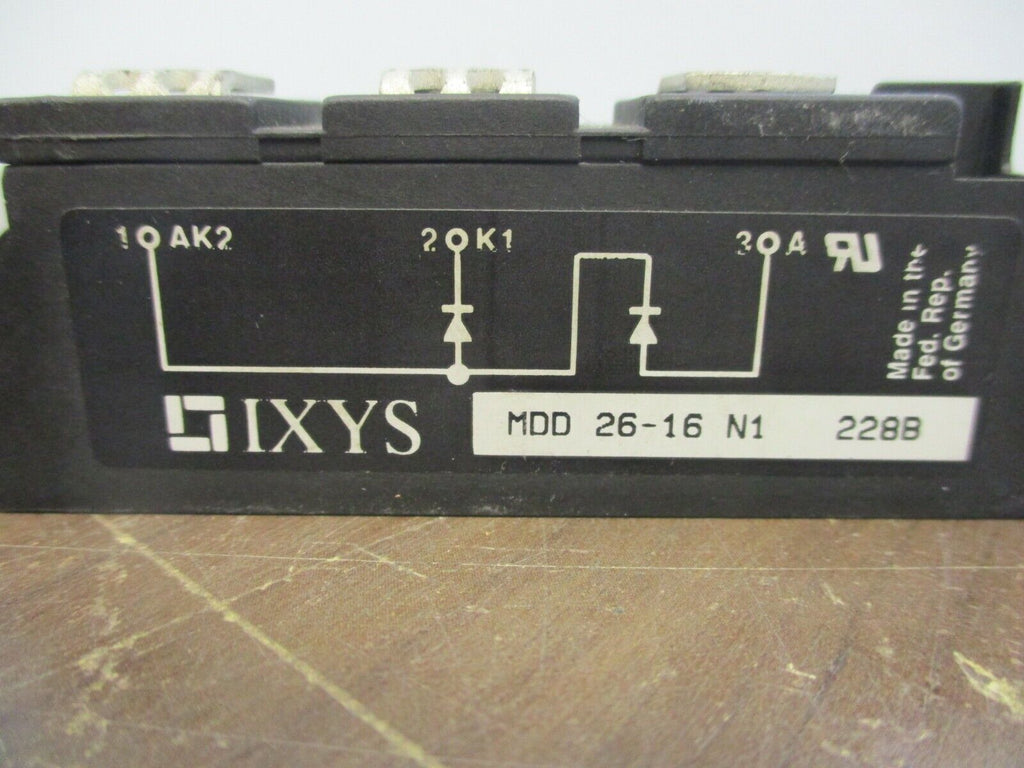 1 AK2
2 K1
3 A
Made in the
Fed. Rep.
of Germany
IXYS
MDD 26-16 N1 228B